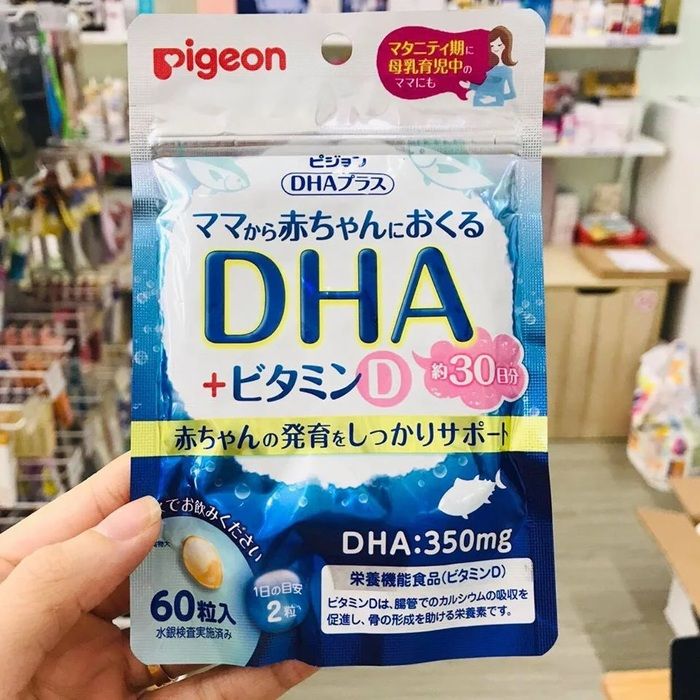 Pigeon
マタニティ期に
母乳育児中の
ママにも
ピジョン
DHAプラス
ママから赤ちゃんにおくる
DHA
+ビタミンD
約30日分
赤ちゃんの発育をしっかりサポート
でお飲みください
1日の目安
2粒
60粒入
水銀検査実施済み
DHA:350mg
栄養機能食品(ビタミンD)
ビタミンDは、腸管でのカルシウムの吸収を
促進し、骨の形成を助ける栄養素です。